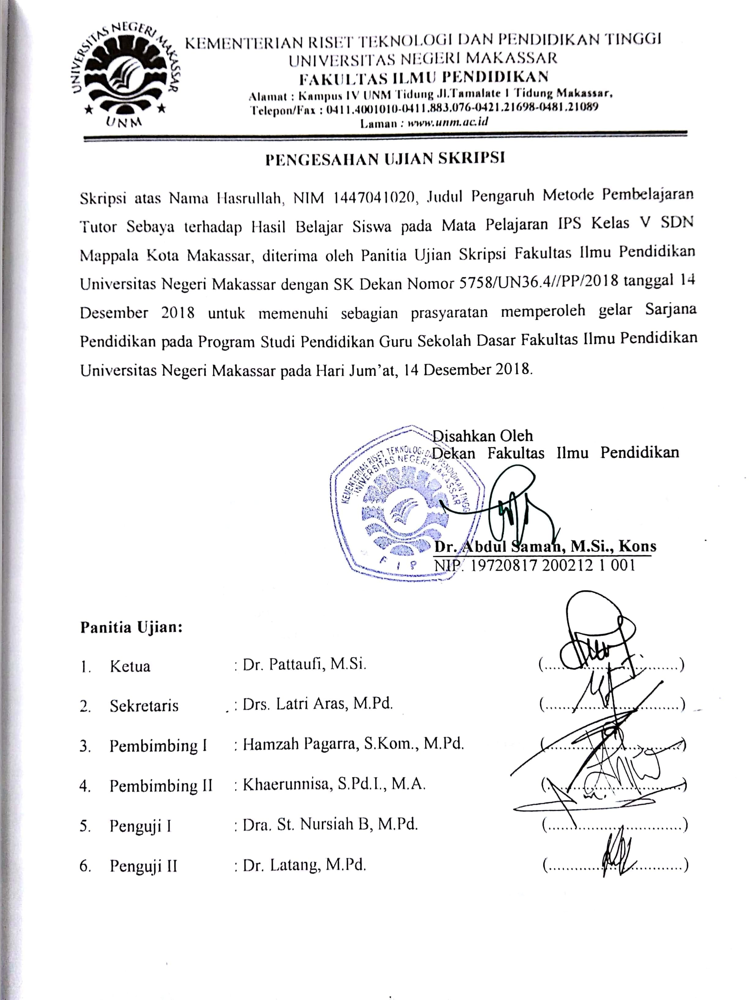 UNIVERSITAS NEGERI MAKASSAR
UNM
KEMENTERIAN RISET TEKNOLOGI DAN PENDIDIKAN TINGGI
UNIVERSITAS NEGERI MAKASSAR
FAKULTAS ILMU PENDIDIKAN
Alamat : Kampus IV UNM Tidung Jl.Tamalate I Tidung Makassar,
Telepon/Fax : 0411.4001010-0411.883.076-0421.21698-0481.21089
Laman : www.unm.ac.id
PENGESAHAN UJIAN SKRIPSI
Skripsi atas Nama Hasrullah, NIM 1447041020, Judul Pengaruh Metode Pembelajaran
Tutor Sebaya terhadap Hasil Belajar Siswa pada Mata Pelajaran IPS Kelas V SDN
Mappala Kota Makassar, diterima oleh Panitia Ujian Skripsi Fakultas Ilmu Pendidikan
Universitas Negeri Makassar dengan SK Dekan Nomor 5758/UN36.4//PP/2018 tanggal 14
Desember 2018 untuk memenuhi sebagian prasyaratan memperoleh gelar Sarjana
Pendidikan pada Program Studi Pendidikan Guru Sekolah Dasar Fakultas Ilmu Pendidikan
Universitas Negeri Makassar pada Hari Jum'at, 14 Desember 2018.
Disahkan Oleh
Dekan Fakultas Ilmu Pendidikan
KEMENTERIAN RISET TEKNOLOGI DAN PENDIDIKAN TINGGI
UNIVERSITAS NEGERI MAKASSAR
F I P
Dr. Abdul Saman, M.Si., Kons
NIP. 19720817 200212 1 001
Panitia Ujian:
1. Ketua : Dr. Pattaufi, M.Si. (..............................)
2. Sekretaris : Drs. Latri Aras, M.Pd. (..............................)
3. Pembimbing I : Hamzah Pagarra, S.Kom., M.Pd. (..............................)
4. Pembimbing II : Khaerunnisa, S.Pd.I., M.A. (..............................)
5. Penguji I : Dra. St. Nursiah B, M.Pd. (..............................)
6. Penguji II : Dr. Latang, M.Pd. (..............................)